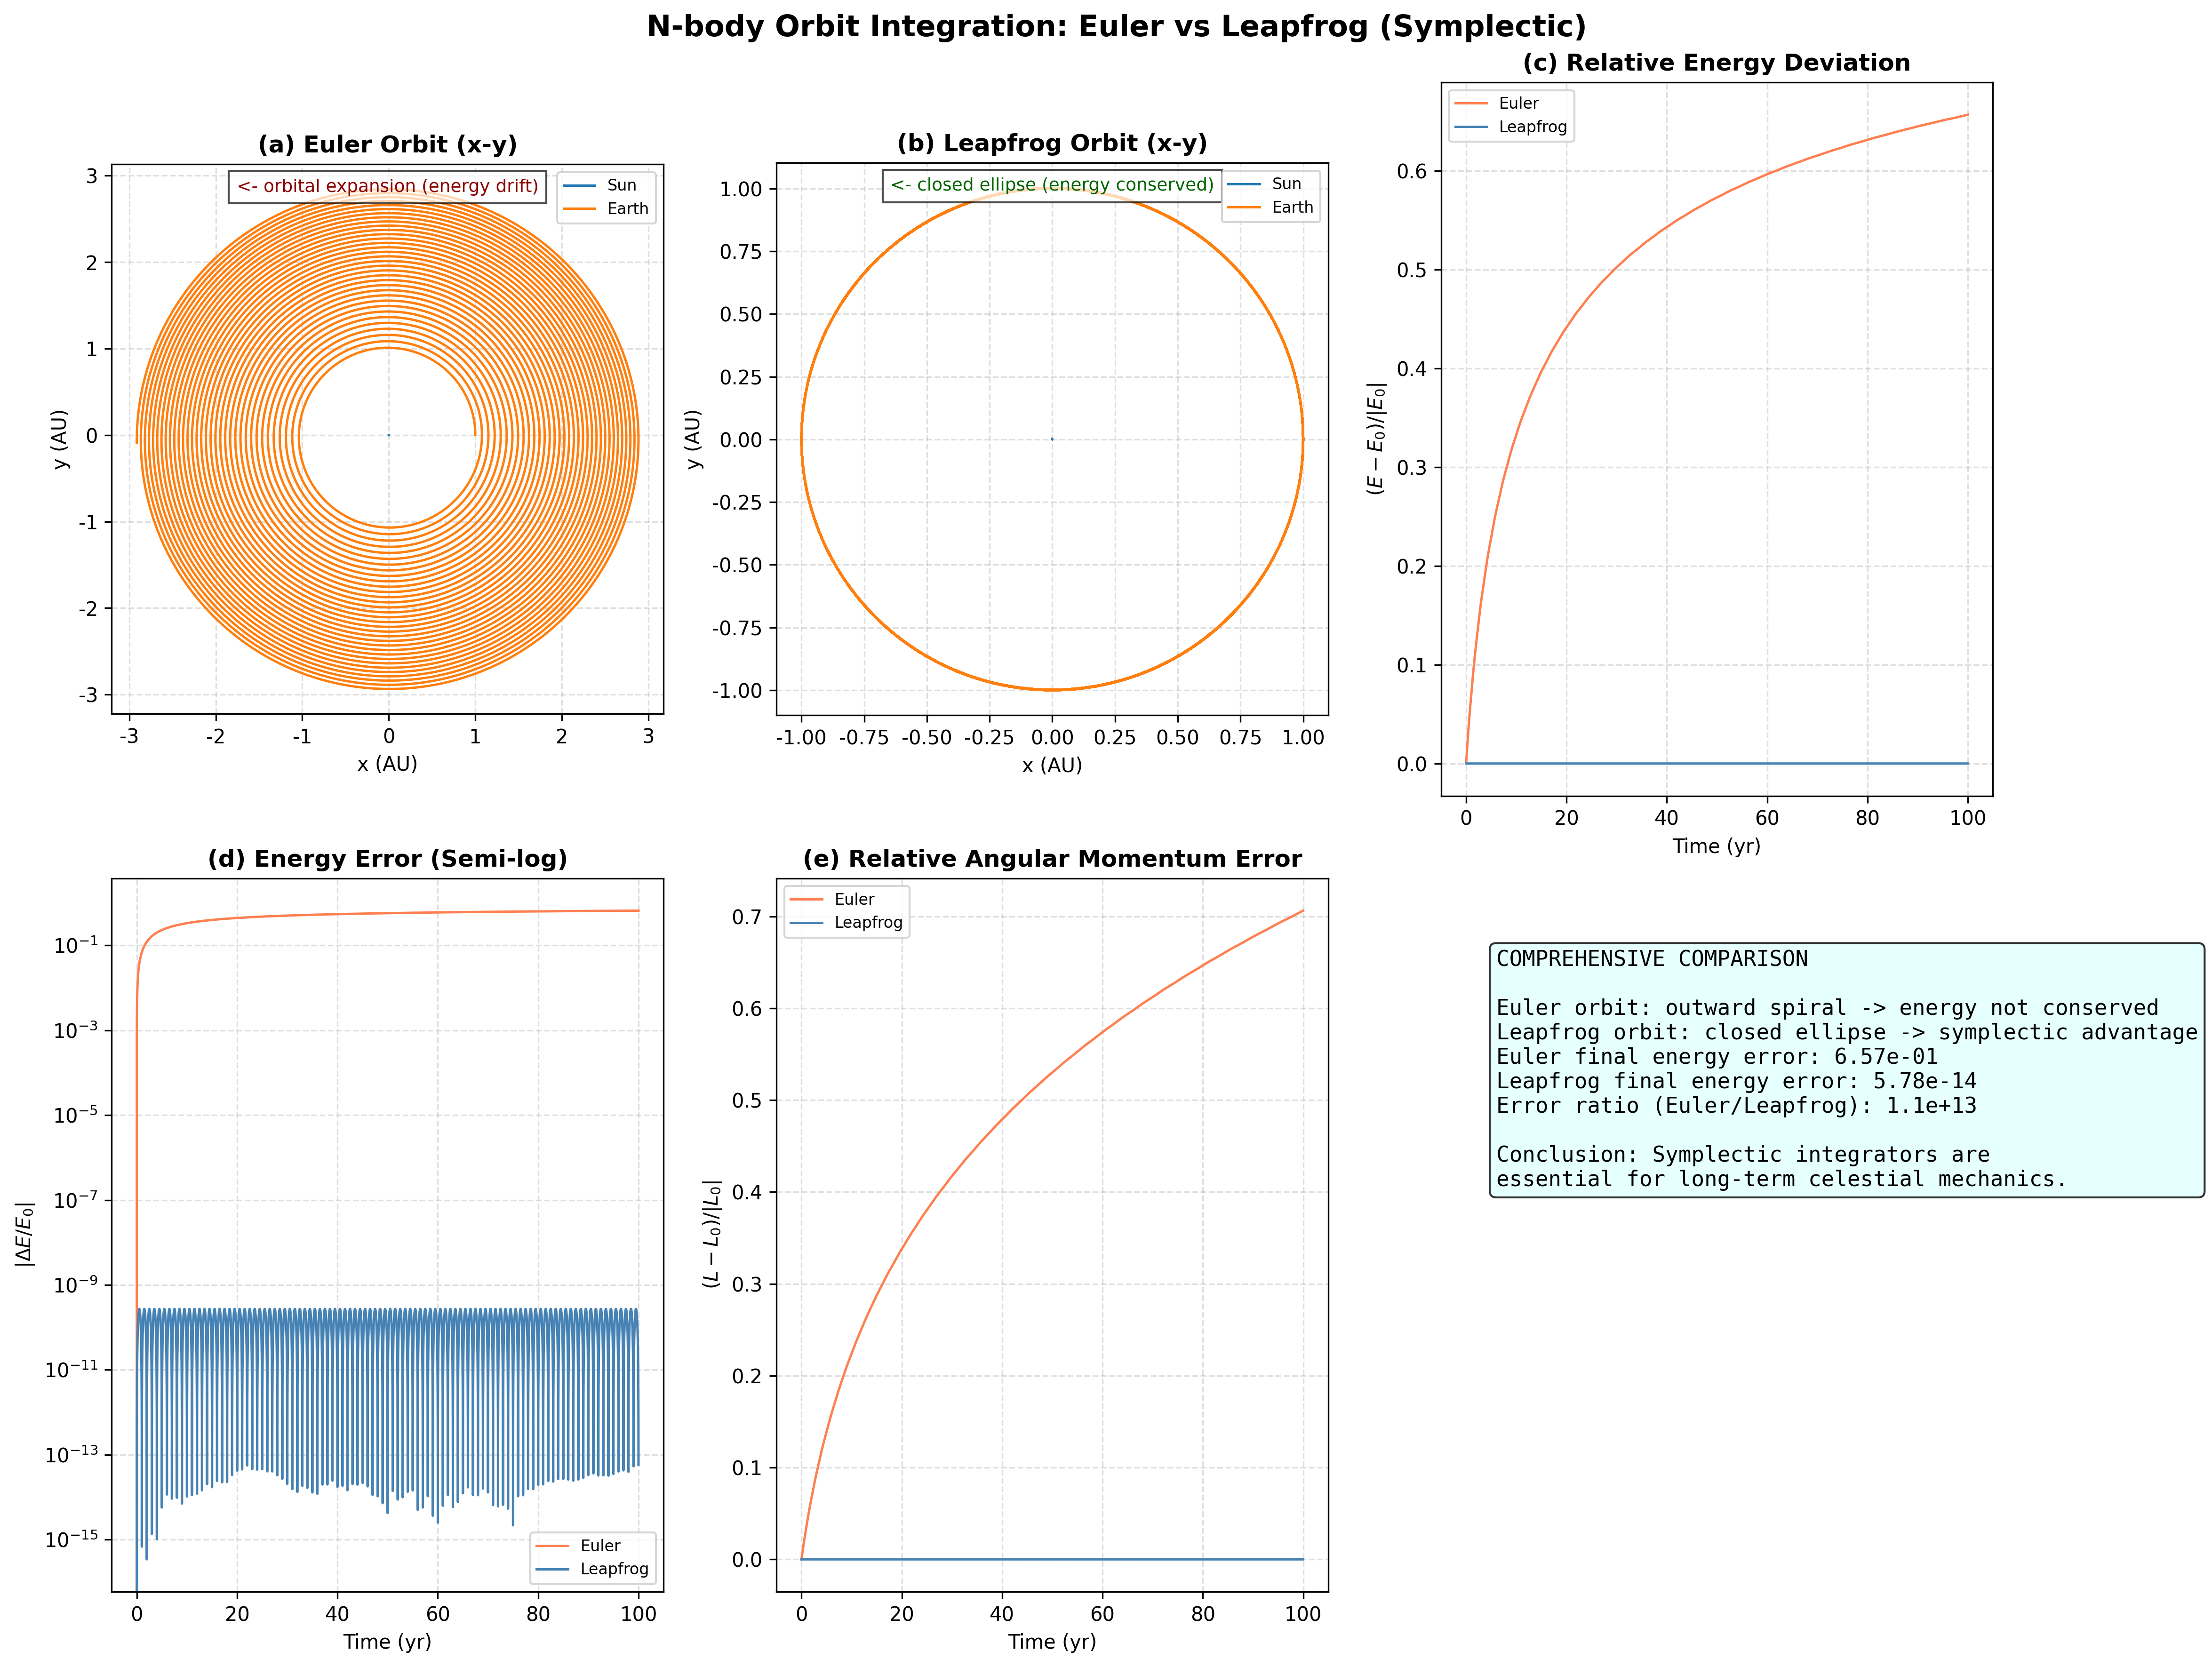 N-body Orbit Integration: Euler vs Leapfrog (Symplectic)
(a) Euler Orbit (x-y)
<- orbital expansion (energy drift)
Sun
Earth
3
2
1
0
-1
-2
-3
y (AU)
-3 -2 -1 0 1 2 3
x (AU)
(b) Leapfrog Orbit (x-y)
<- closed ellipse (energy conserved)
Sun
Earth
1.00
0.75
0.50
0.25
0.00
-0.25
-0.50
-0.75
-1.00
y (AU)
-1.00 -0.75 -0.50 -0.25 0.00 0.25 0.50 0.75 1.00
x (AU)
(c) Relative Energy Deviation
Euler
Leapfrog
0.6
0.5
0.4
0.3
0.2
0.1
0.0
(E − E₀)/|E₀|
0 20 40 60 80 100
Time (yr)
(d) Energy Error (Semi-log)
10⁻¹
10⁻³
10⁻⁵
10⁻⁷
10⁻⁹
10⁻¹¹
10⁻¹³
10⁻¹⁵
|ΔE/E₀|
Euler
Leapfrog
0 20 40 60 80 100
Time (yr)
(e) Relative Angular Momentum Error
Euler
Leapfrog
0.7
0.6
0.5
0.4
0.3
0.2
0.1
0.0
(L − L₀)/|L₀|
0 20 40 60 80 100
Time (yr)
COMPREHENSIVE COMPARISON
Euler orbit: outward spiral -> energy not conserved
Leapfrog orbit: closed ellipse -> symplectic advantage
Euler final energy error: 6.57e-01
Leapfrog final energy error: 5.78e-14
Error ratio (Euler/Leapfrog): 1.1e+13
Conclusion: Symplectic integrators are
essential for long-term celestial mechanics.